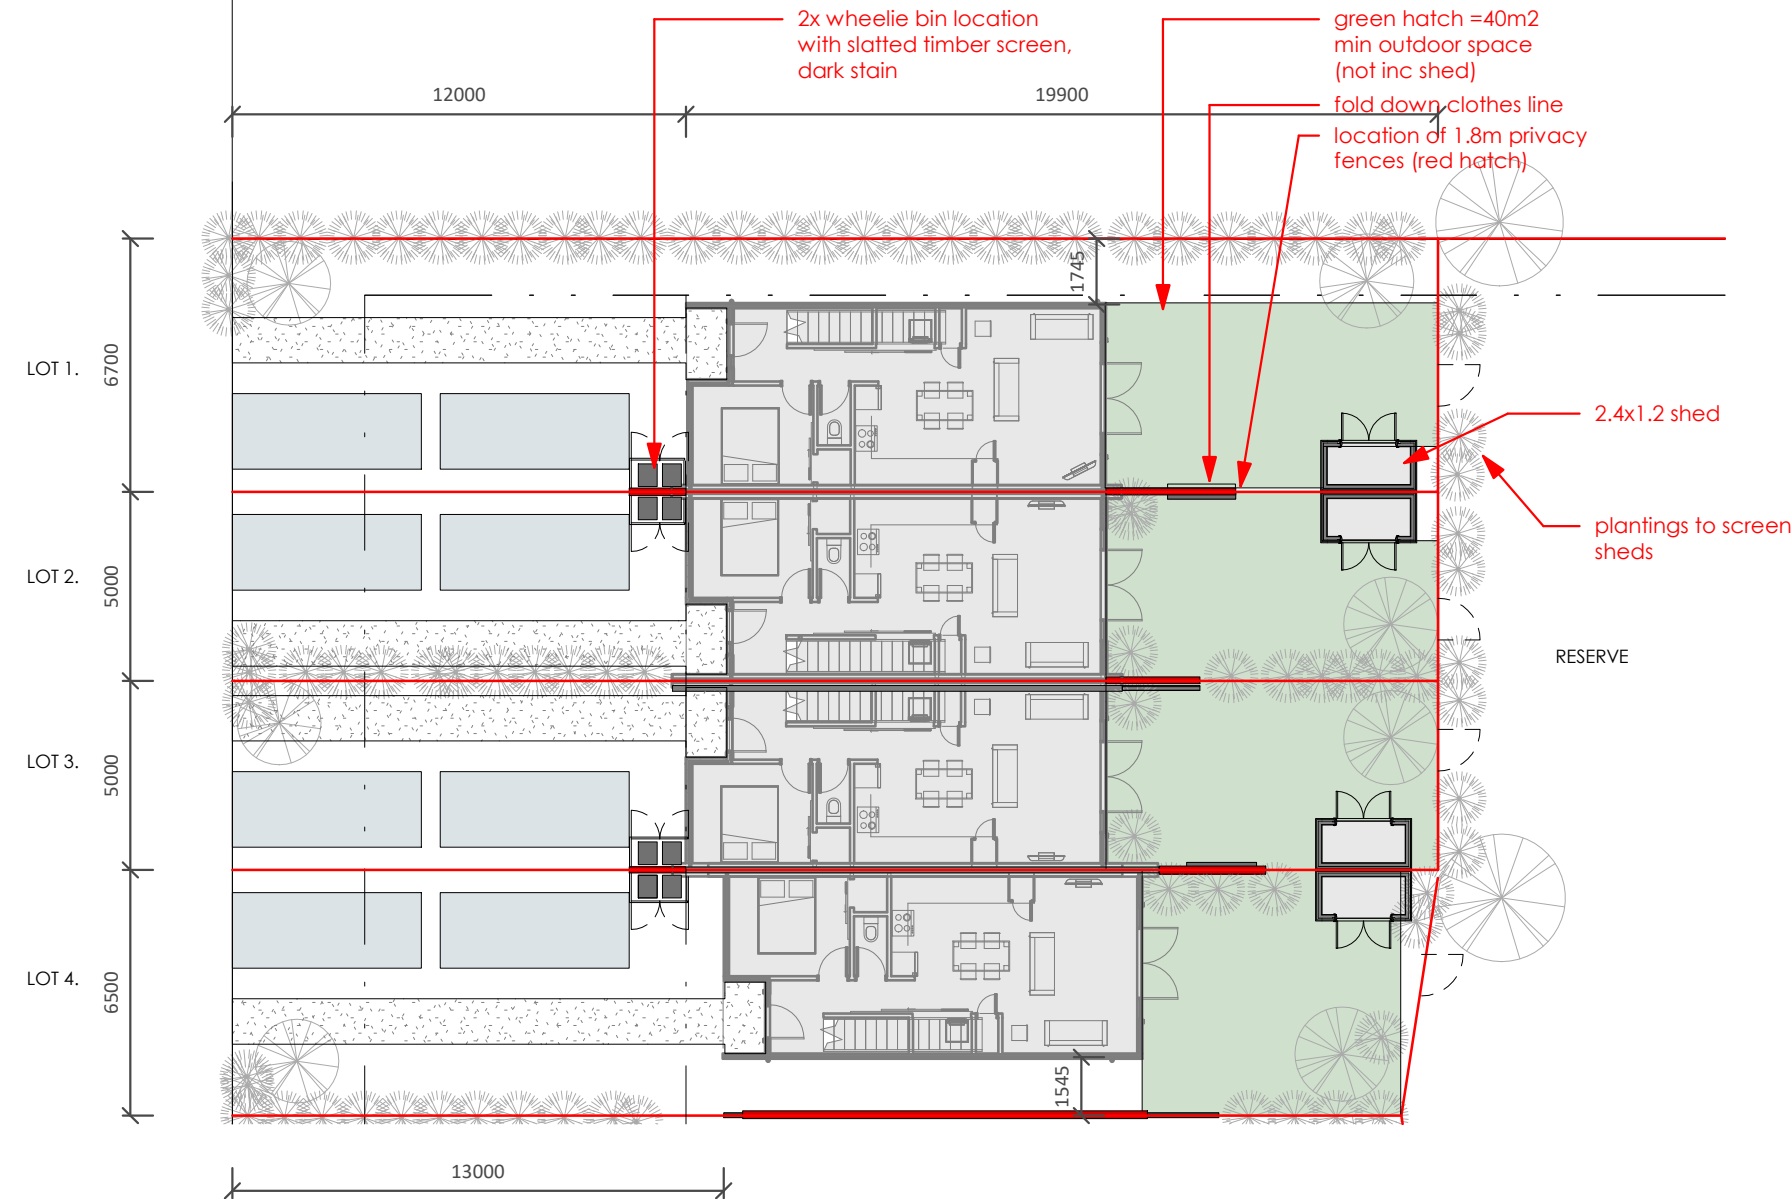 2x wheelie bin location
with slatted timber screen,
dark stain
green hatch =40m2
min outdoor space
(not inc shed)
12000
19900
fold down clothes line
location of 1.8m privacy
fences (red hatch)
1745
LOT 1.
6700
2.4x1.2 shed
plantings to screen
sheds
LOT 2.
5000
RESERVE
LOT 3.
5000
LOT 4.
6500
1545
13000